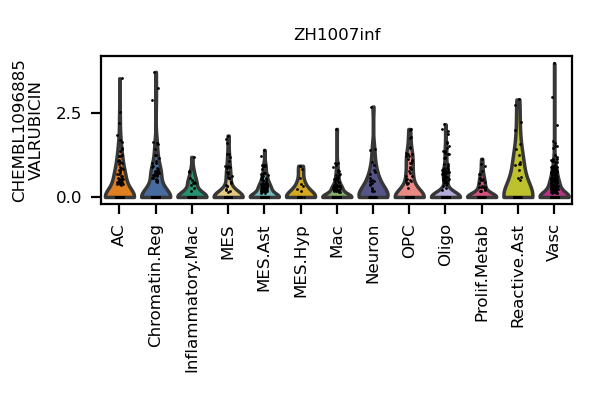 ZH1007inf
CHEMBL1096885
VALRUBICIN
2.5
0.0
AC
Chromatin.Reg
Inflammatory.Mac
MES
MES.Ast
MES.Hyp
Mac
Neuron
OPC
Oligo
Prolif.Metab
Reactive.Ast
Vasc